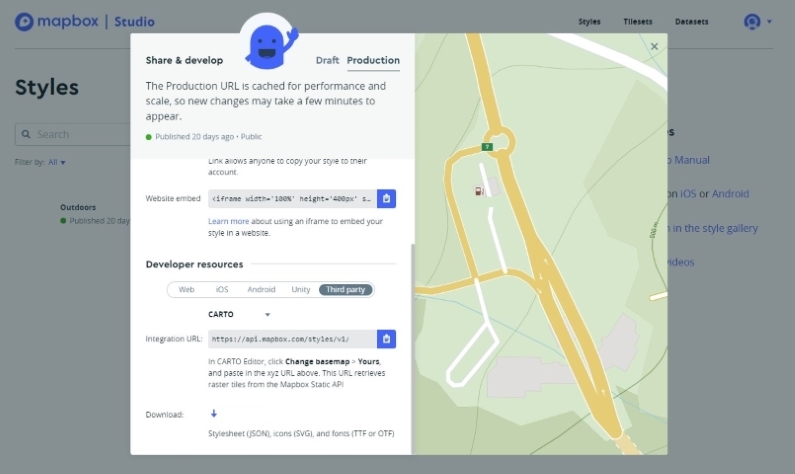 mapbox | Studio
Styles Tilesets Datasets
Share & develop
Draft Production
The Production URL is cached for performance and
scale, so new changes may take a few minutes to
appear.
Published 20 days ago • Public
Styles
Search
Filter by: All
Outdoors
Published 20 day
Link allows anyone to copy your style to their
account.
Website embed
<iframe width='100%' height='400px' s…
Learn more about using an iframe to embed your
style in a website.
Developer resources
Web iOS Android Unity Third party
CARTO
Integration URL:
https://api.mapbox.com/styles/v1/
In CARTO Editor, click Change basemap > Yours,
and paste in the xyz URL above. This URL retrieves
raster tiles from the Mapbox Static API
Download:
Stylesheet (JSON), icons (SVG), and fonts (TTF or OTF)
7
es
Manual
on iOS or Android
in the style gallery
ideos